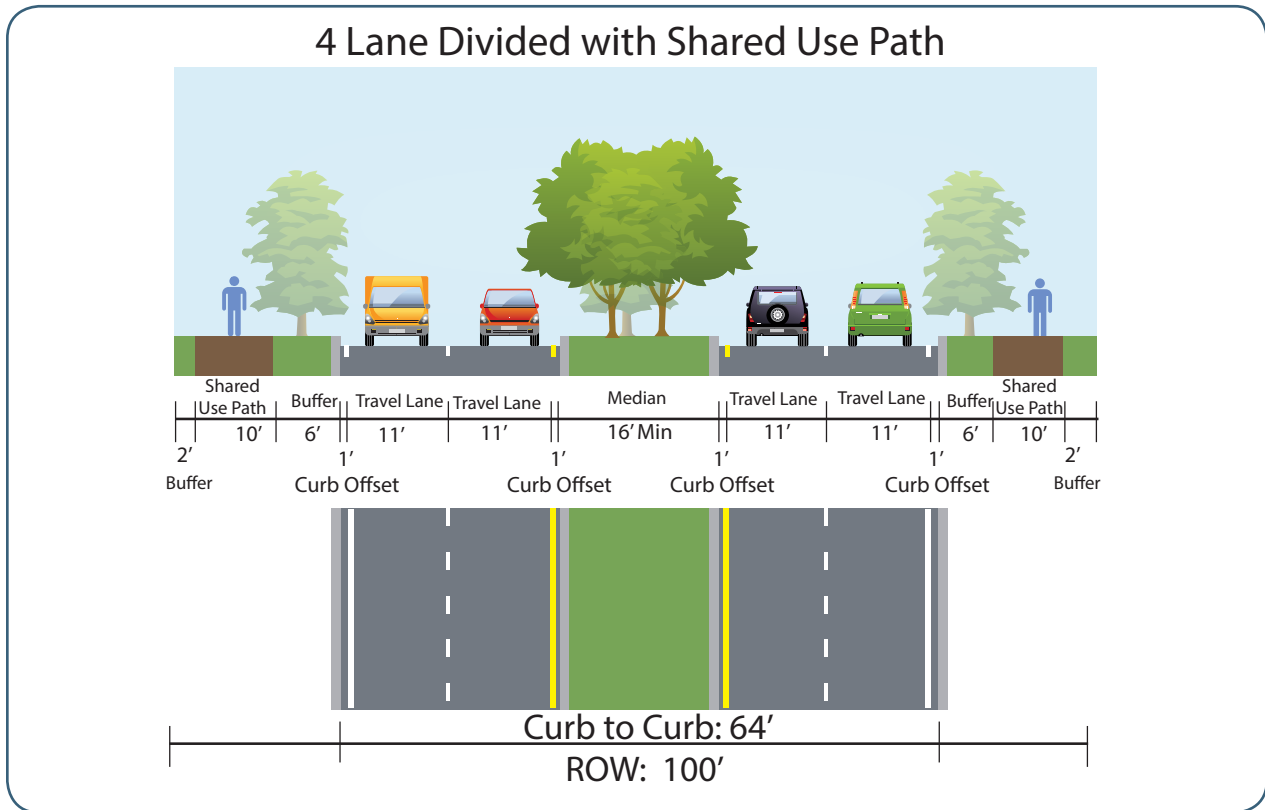 4 Lane Divided with Shared Use Path
Shared
Use Path
Buffer
Travel Lane
Travel Lane
Median
Travel Lane
Travel Lane
Buffer
Shared
Use Path
10’
6’
11’
11’
16’ Min
11’
11’
6’
10’
2’
1’
1’
1’
1’
2’
Buffer
Curb Offset
Curb Offset
Curb Offset
Curb Offset
Buffer
Curb to Curb: 64’
ROW: 100’